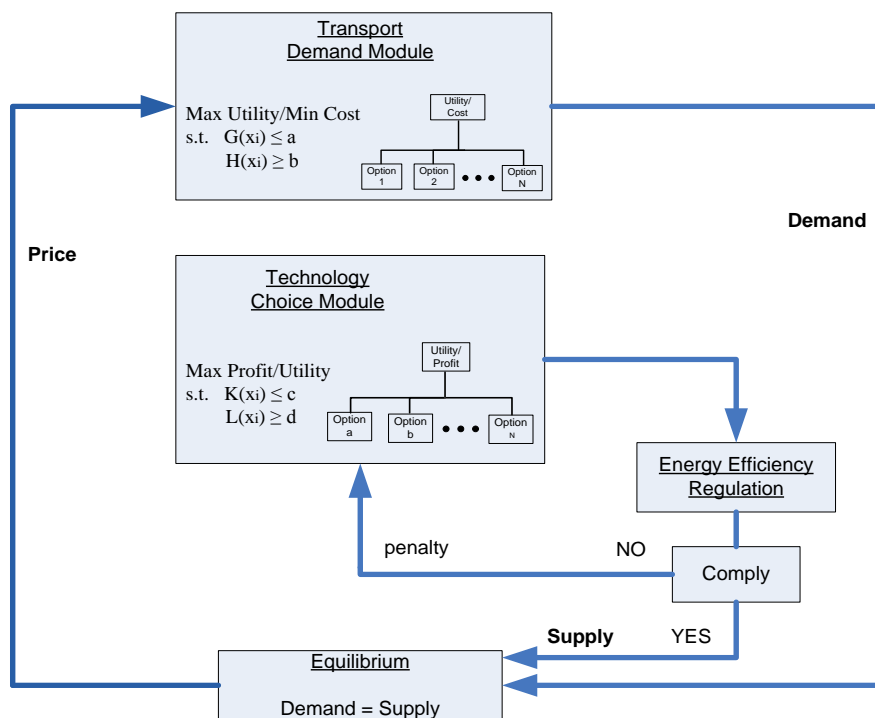 Transport
Demand Module
Max Utility/Min Cost
s.t. G(xi) ≤ a
H(xi) ≥ b
Utility/
Cost
Option
1
Option
2
Option
N
Demand
Price
Technology
Choice Module
Max Profit/Utility
s.t. K(xi) ≤ c
L(xi) ≥ d
Utility/
Profit
Option
a
Option
b
Option
N
Energy Efficiency
Regulation
penalty
NO
Comply
Supply
YES
Equilibrium
Demand = Supply